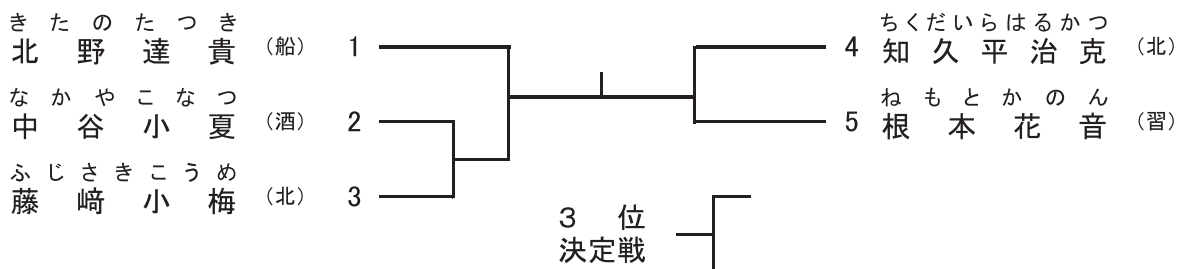 きたのたつき
北野達貴 （船） 1
なかやこなつ
中谷小夏 （酒） 2
ふじさきこうめ
藤﨑小梅 （北） 3
ちくだいらはるかつ
4 知久平治克 （北）
ねもとかのん
5 根本花音 （習）
3位
決定戦